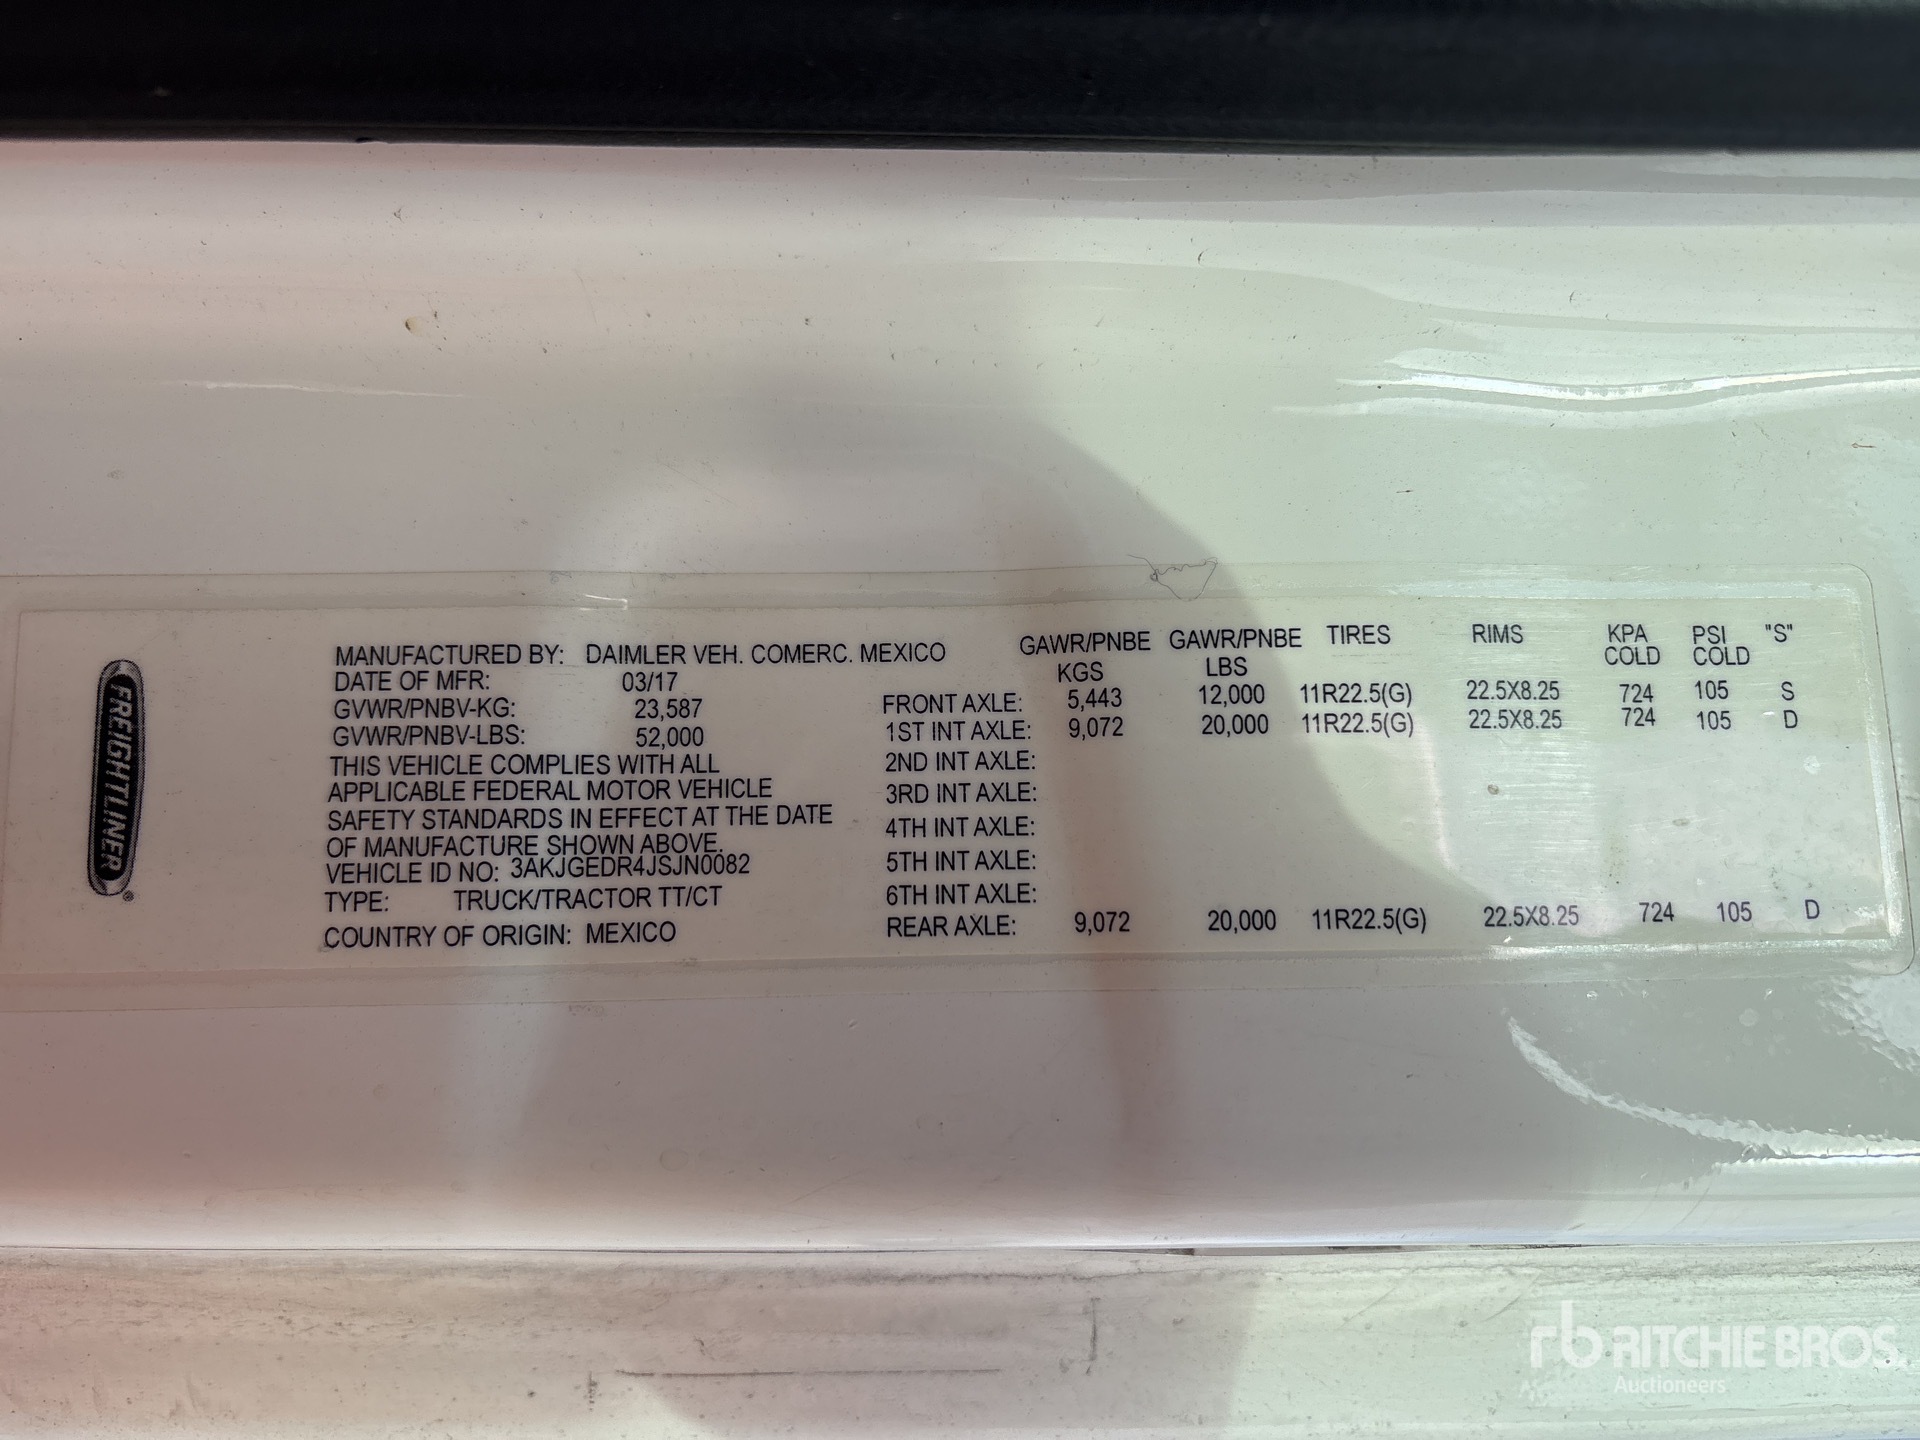 FREIGHTLINER®
MANUFACTURED BY: DAIMLER VEH. COMERC. MEXICO
DATE OF MFR: 03/17
GVWR/PNBV-KG: 23,587
GVWR/PNBV-LBS: 52,000
THIS VEHICLE COMPLIES WITH ALL
APPLICABLE FEDERAL MOTOR VEHICLE
SAFETY STANDARDS IN EFFECT AT THE DATE
OF MANUFACTURE SHOWN ABOVE.
VEHICLE ID NO: 3AKJGEDR4JSJN0082
TYPE: TRUCK/TRACTOR TT/CT
COUNTRY OF ORIGIN: MEXICO
GAWR/PNBE GAWR/PNBE TIRES RIMS KPA PSI "S"
KGS LBS COLD COLD
FRONT AXLE: 5,443 12,000 11R22.5(G) 22.5X8.25 724 105 S
1ST INT AXLE: 9,072 20,000 11R22.5(G) 22.5X8.25 724 105 D
2ND INT AXLE:
3RD INT AXLE:
4TH INT AXLE:
5TH INT AXLE:
6TH INT AXLE:
REAR AXLE: 9,072 20,000 11R22.5(G) 22.5X8.25 724 105 D
rb RITCHIE BROS.
Auctioneers